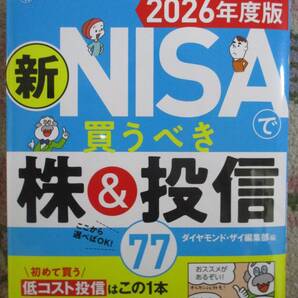 2026年度版
新NISAで
買うべき
株&投信
ここから選べばOK!
77
ダイヤモンド・ザイ編集部 編
初めて買う
低コスト投信はこの1本
おススメが
あるぞい!